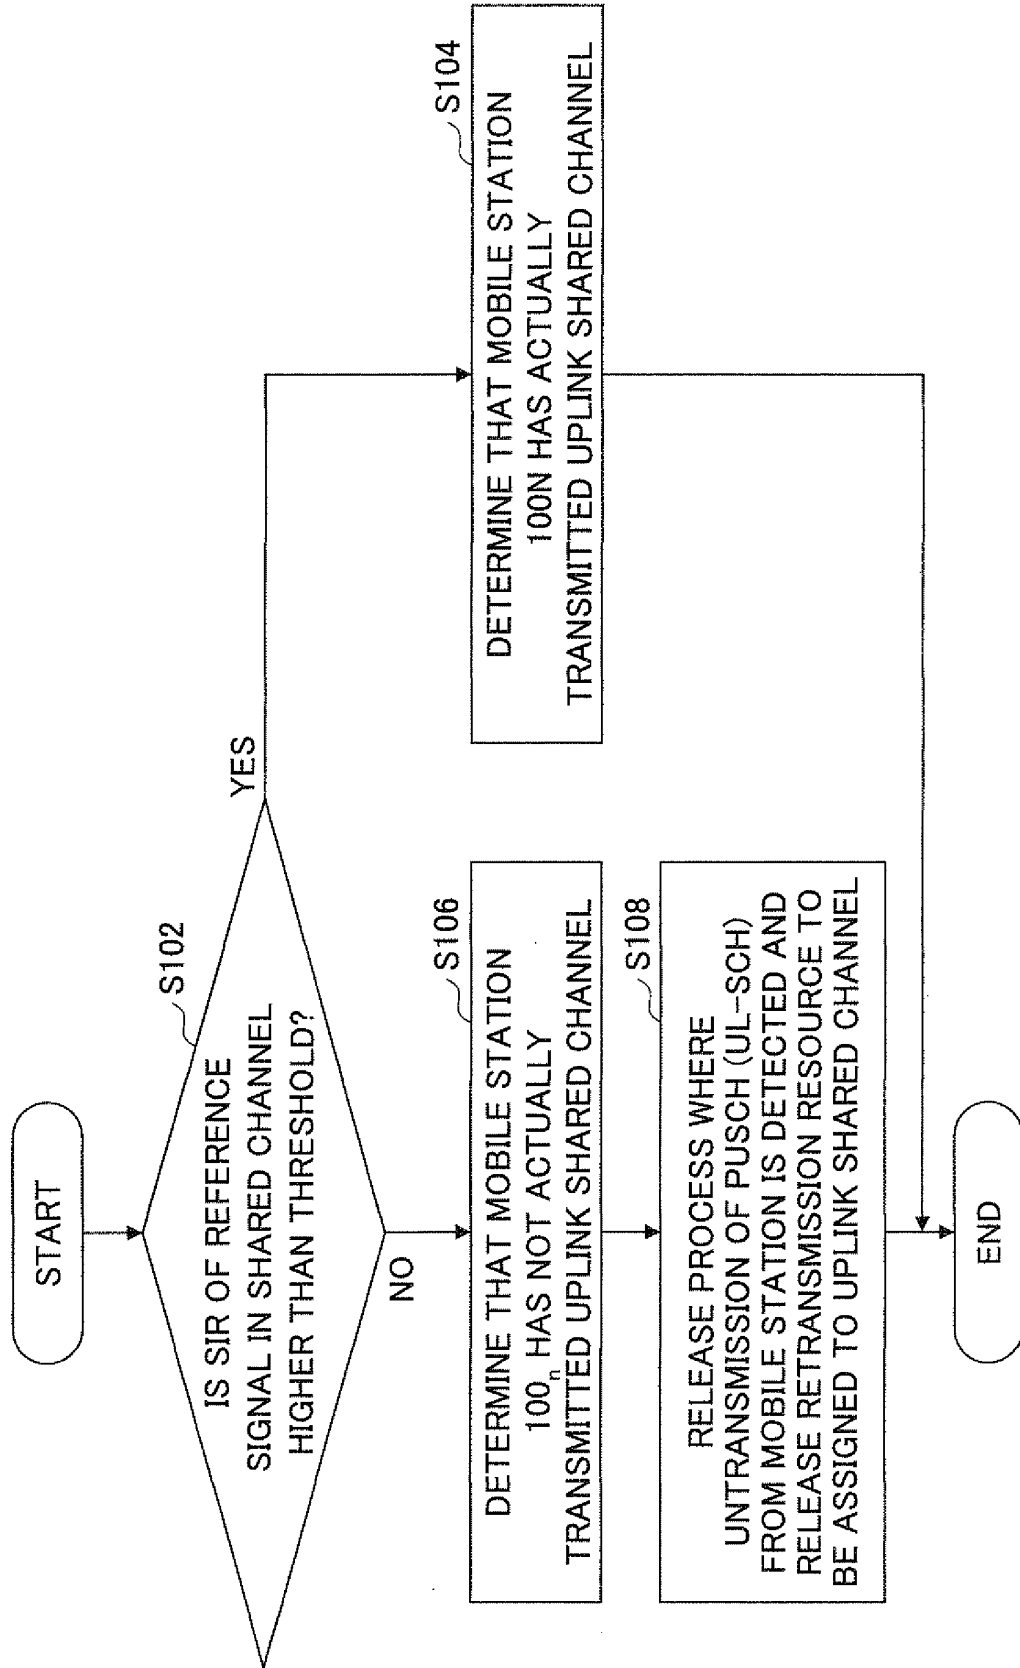 START
S102
IS SIR OF REFERENCE
SIGNAL IN SHARED CHANNEL
HIGHER THAN THRESHOLD?
YES
NO
S106
DETERMINE THAT MOBILE STATION
100n HAS NOT ACTUALLY
TRANSMITTED UPLINK SHARED CHANNEL
S104
DETERMINE THAT MOBILE STATION
100N HAS ACTUALLY
TRANSMITTED UPLINK SHARED CHANNEL
S108
RELEASE PROCESS WHERE
UNTRANSMISSION OF PUSCH (UL-SCH)
FROM MOBILE STATION IS DETECTED AND
RELEASE RETRANSMISSION RESOURCE TO
BE ASSIGNED TO UPLINK SHARED CHANNEL
END